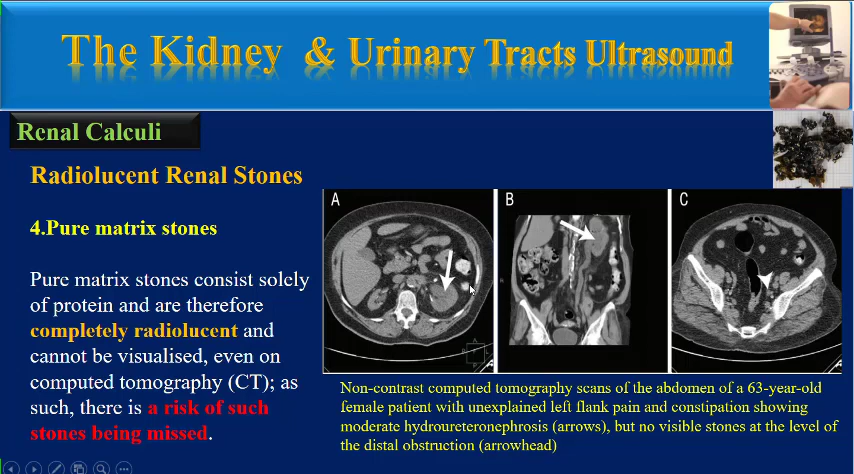 The Kidney & Urinary Tracts Ultrasound
Renal Calculi
Radiolucent Renal Stones
4.Pure matrix stones
Pure matrix stones consist solely
of protein and are therefore
completely radiolucent and
cannot be visualised, even on
computed tomography (CT); as
such, there is a risk of such
stones being missed.
A
B
C
Non-contrast computed tomography scans of the abdomen of a 63-year-old
female patient with unexplained left flank pain and constipation showing
moderate hydroureteronephrosis (arrows), but no visible stones at the level of
the distal obstruction (arrowhead)